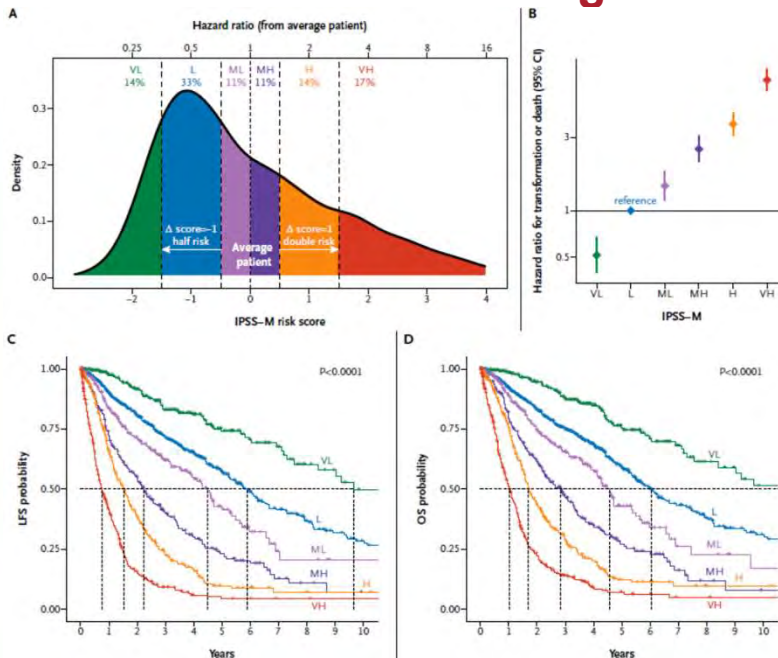 A
Hazard ratio (from average patient)
0.25 0.5 1 2 4 8 16
VL L ML MH H VH
14% 33% 11% 11% 14% 17%
0.3
0.2
0.1
0.0
Density
Δ score=−1
half risk
Average
patient
Δ score=1
double risk
−2 −1 0 1 2 3 4
IPSS–M risk score
B
Hazard ratio for transformation or death (95% CI)
3
1
0.5
reference
VL L ML MH H VH
IPSS–M
C
P<0.0001
1.00
0.75
0.50
0.25
0.00
LFS probability
VL
L
ML
MH
H
VH
0 1 2 3 4 5 6 7 8 9 10
Years
D
P<0.0001
1.00
0.75
0.50
0.25
0.00
OS probability
VL
L
ML
MH
H
VH
0 1 2 3 4 5 6 7 8 9 10
Years